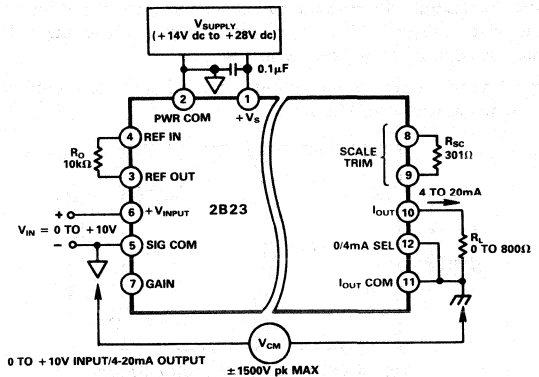 VSUPPLY
(+14V dc to +28V dc)
0.1µF
2
1
PWR COM
+VS
4
REF IN
RO
10kΩ
3
REF OUT
+
6
+VINPUT
2B23
VIN = 0 TO +10V
−
5
SIG COM
7
GAIN
8
SCALE
TRIM
RSC
301Ω
9
4 TO 20mA
IOUT
10
0/4mA SEL
12
RL
0 TO 800Ω
IOUT COM
11
VCM
0 TO +10V INPUT/4-20mA OUTPUT
±1500V pk MAX